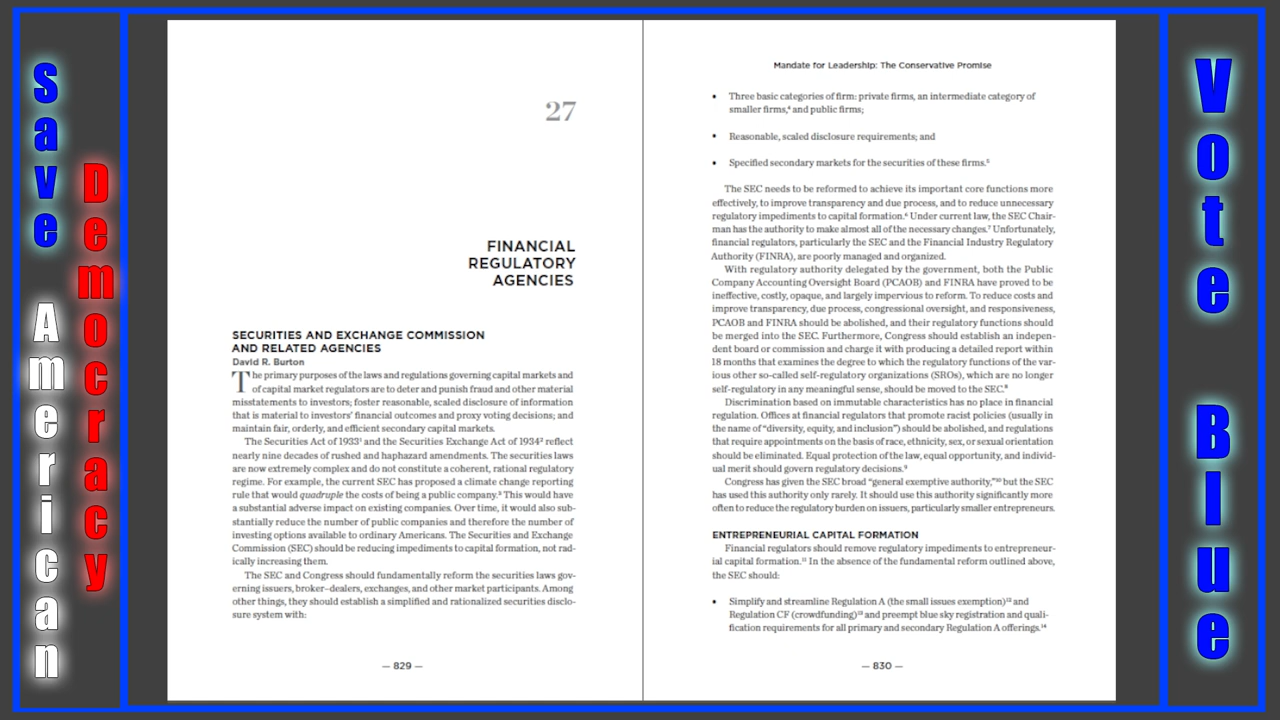 Save
American
Democracy
27
FINANCIAL
REGULATORY
AGENCIES
SECURITIES AND EXCHANGE COMMISSION
AND RELATED AGENCIES
David R. Burton
The primary purposes of the laws and regulations governing capital markets and
of capital market regulators are to deter and punish fraud and other material
misstatements to investors; foster reasonable, scaled disclosure of information
that is material to investors’ financial outcomes and proxy voting decisions; and
maintain fair, orderly, and efficient secondary capital markets.
The Securities Act of 1933¹ and the Securities Exchange Act of 1934² reflect
nearly nine decades of rushed and haphazard amendments. The securities laws
are now extremely complex and do not constitute a coherent, rational regulatory
regime. For example, the current SEC has proposed a climate change reporting
rule that would quadruple the costs of being a public company.³ This would have
a substantial adverse impact on existing companies. Over time, it would also sub-
stantially reduce the number of public companies and therefore the number of
investing options available to ordinary Americans. The Securities and Exchange
Commission (SEC) should be reducing impediments to capital formation, not rad-
ically increasing them.
The SEC and Congress should fundamentally reform the securities laws gov-
erning issuers, broker–dealers, exchanges, and other market participants. Among
other things, they should establish a simplified and rationalized securities disclo-
sure system with:
— 829 —
Mandate for Leadership: The Conservative Promise
• Three basic categories of firm: private firms, an intermediate category of
smaller firms,⁴ and public firms;
• Reasonable, scaled disclosure requirements; and
• Specified secondary markets for the securities of these firms.⁵
The SEC needs to be reformed to achieve its important core functions more
effectively, to improve transparency and due process, and to reduce unnecessary
regulatory impediments to capital formation.⁶ Under current law, the SEC Chair-
man has the authority to make almost all of the necessary changes.⁷ Unfortunately,
financial regulators, particularly the SEC and the Financial Industry Regulatory
Authority (FINRA), are poorly managed and organized.
With regulatory authority delegated by the government, both the Public
Company Accounting Oversight Board (PCAOB) and FINRA have proved to be
ineffective, costly, opaque, and largely impervious to reform. To reduce costs and
improve transparency, due process, congressional oversight, and responsiveness,
PCAOB and FINRA should be abolished, and their regulatory functions should
be merged into the SEC. Furthermore, Congress should establish an indepen-
dent board or commission and charge it with producing a detailed report within
18 months that examines the degree to which the regulatory functions of the var-
ious other so-called self-regulatory organizations (SROs), which are no longer
self-regulatory in any meaningful sense, should be moved to the SEC.⁸
Discrimination based on immutable characteristics has no place in financial
regulation. Offices at financial regulators that promote racist policies (usually in
the name of “diversity, equity, and inclusion”) should be abolished, and regulations
that require appointments on the basis of race, ethnicity, sex, or sexual orientation
should be eliminated. Equal protection of the law, equal opportunity, and individ-
ual merit should govern regulatory decisions.⁹
Congress has given the SEC broad “general exemptive authority,”¹⁰ but the SEC
has used this authority only rarely. It should use this authority significantly more
often to reduce the regulatory burden on issuers, particularly smaller entrepreneurs.
ENTREPRENEURIAL CAPITAL FORMATION
Financial regulators should remove regulatory impediments to entrepreneur-
ial capital formation.¹¹ In the absence of the fundamental reform outlined above,
the SEC should:
• Simplify and streamline Regulation A (the small issues exemption)¹² and
Regulation CF (crowdfunding)¹³ and preempt blue sky registration and quali-
fication requirements for all primary and secondary Regulation A offerings.¹⁴
— 830 —
Vote
Blue